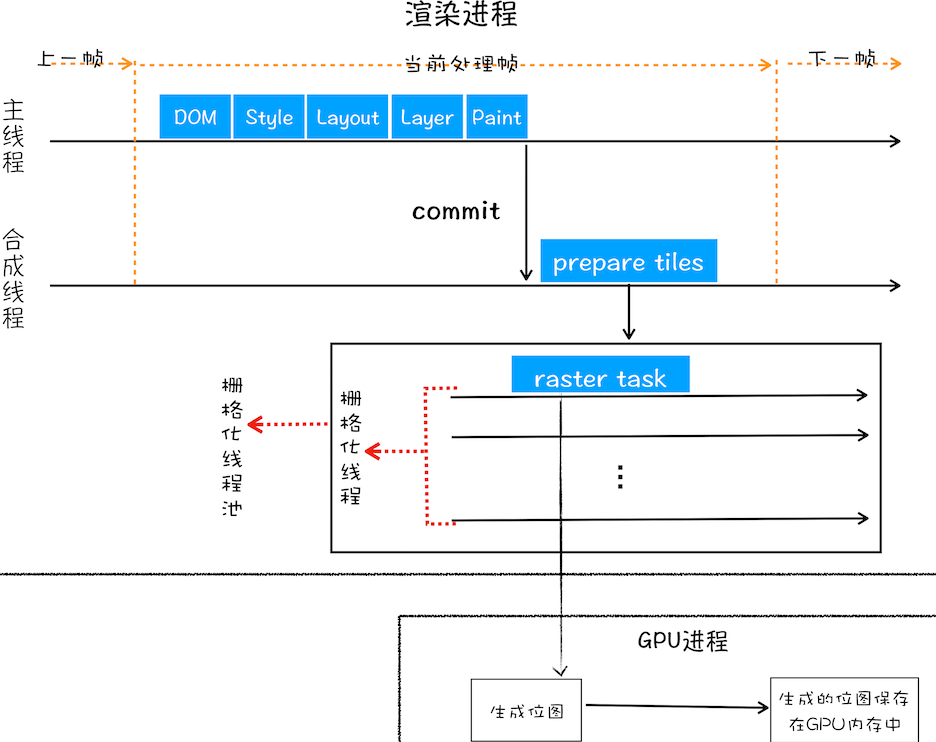 渲染进程
上一帧
当前处理帧
下一帧
主线程
DOM
Style
Layout
Layer
Paint
commit
合成线程
prepare tiles
raster task
栅格化线程池
栅格化线程
GPU进程
生成位图
生成的位图保存
在GPU内存中